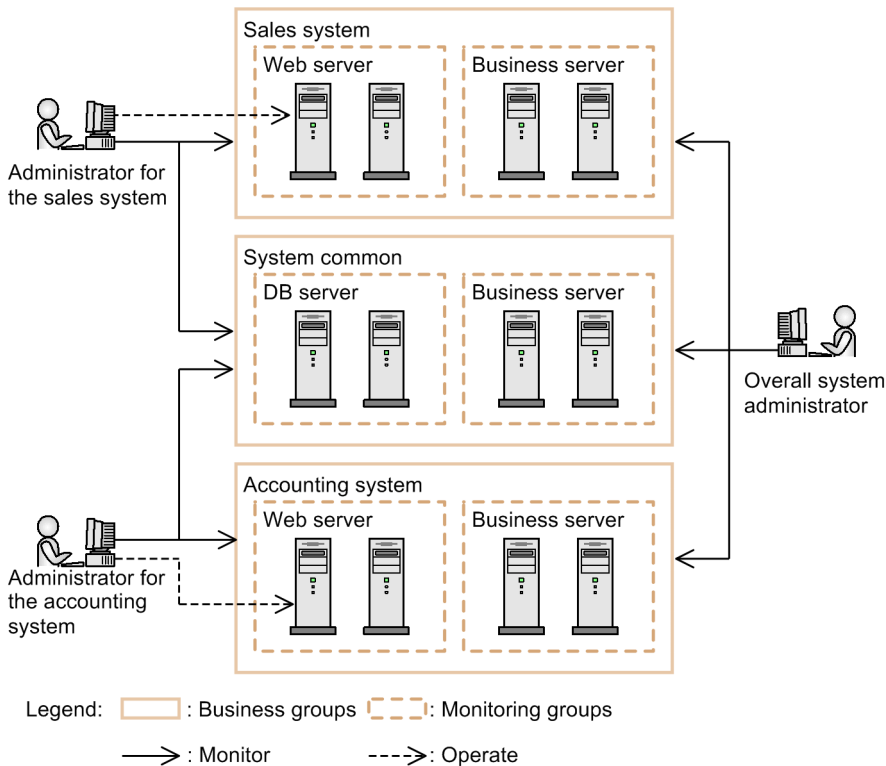 Sales system
Web server
Business server
Administrator for
the sales system
System common
DB server
Business server
Overall system
administrator
Accounting system
Web server
Business server
Administrator for
the accounting
system
Legend: : Business groups : Monitoring groups
: Monitor : Operate